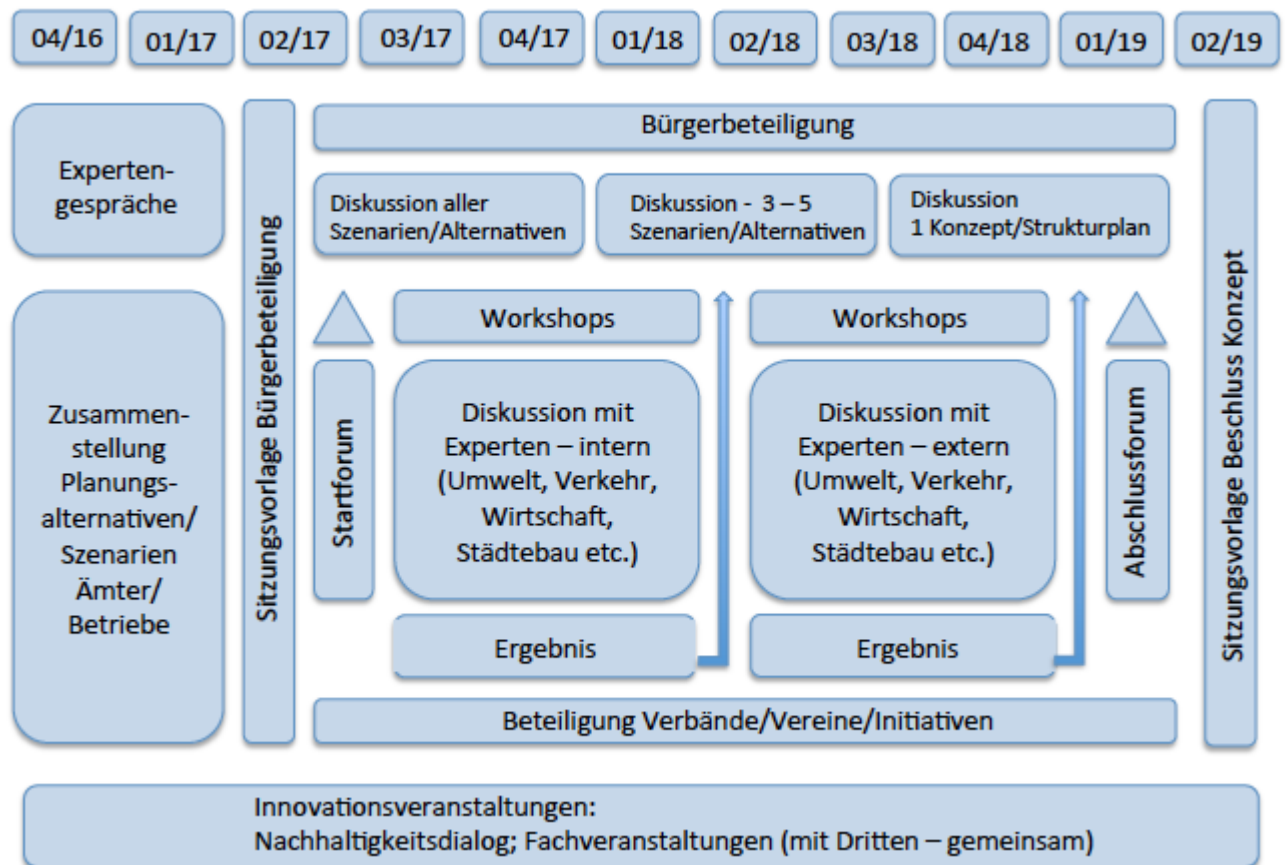 04/16 01/17 02/17 03/17 04/17 01/18 02/18 03/18 04/18 01/19 02/19
Experten-
gespräche
Zusammen-
stellung
Planungs-
alternativen/
Szenarien
Ämter/
Betriebe
Sitzungsvorlage Bürgerbeteiligung
Bürgerbeteiligung
Diskussion aller
Szenarien/Alternativen
Diskussion - 3 – 5
Szenarien/Alternativen
Diskussion
1 Konzept/Strukturplan
Startforum
Workshops
Diskussion mit
Experten – intern
(Umwelt, Verkehr,
Wirtschaft,
Städtebau etc.)
Ergebnis
Workshops
Diskussion mit
Experten – extern
(Umwelt, Verkehr,
Wirtschaft,
Städtebau etc.)
Ergebnis
Abschlussforum
Beteiligung Verbände/Vereine/Initiativen
Sitzungsvorlage Beschluss Konzept
Innovationsveranstaltungen:
Nachhaltigkeitsdialog; Fachveranstaltungen (mit Dritten – gemeinsam)